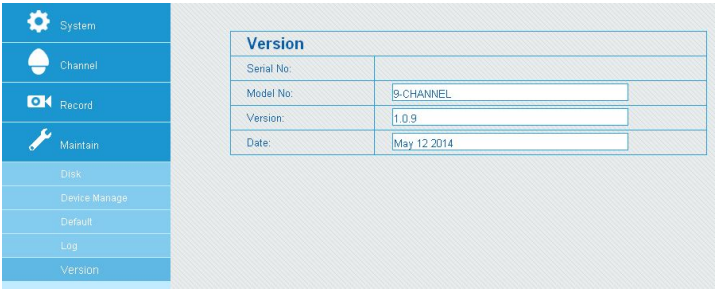 System
Channel
Record
Maintain
Disk
Device Manage
Default
Log
Version
Version
Serial No:
Model No: 9-CHANNEL
Version: 1.0.9
Date: May 12 2014